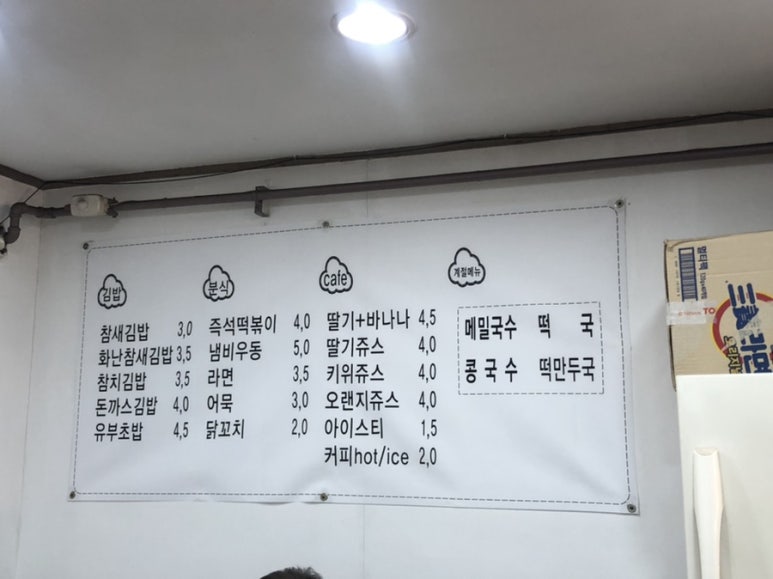 김밥
참새김밥 3,0
화난참새김밥 3,5
참치김밥 3,5
돈까스김밥 4,0
유부초밥 4,5
분식
즉석떡볶이 4,0
냄비우동 5,0
라면 3,5
어묵 3,0
닭꼬치 2,0
cafe
딸기+바나나 4,5
딸기쥬스 4,0
키위쥬스 4,0
오랜지쥬스 4,0
아이스티 1,5
커피hot/ice 2,0
계절메뉴
메밀국수 떡 국
콩국수 떡만두국
멀티팩